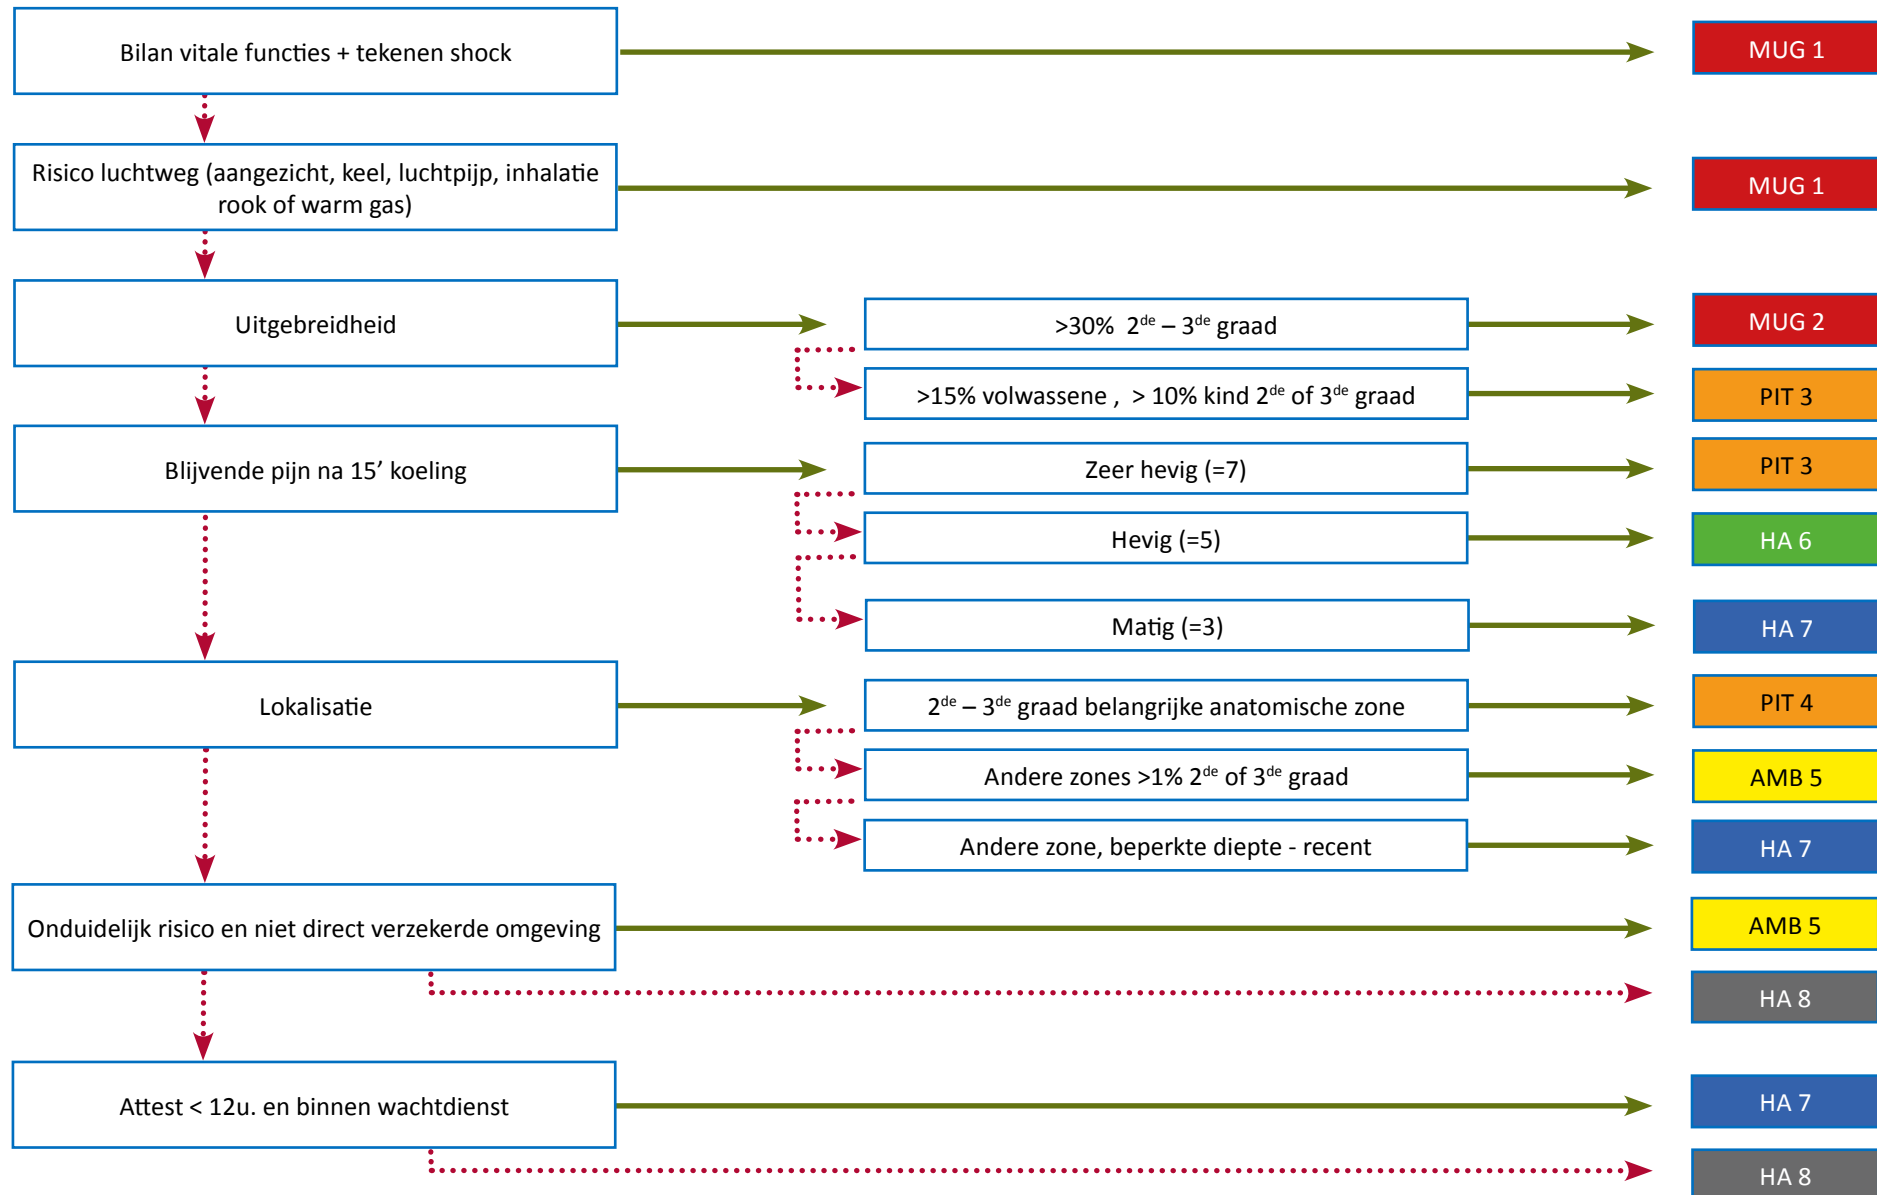 Bilan vitale functies + tekenen shock
MUG 1
Risico luchtweg (aangezicht, keel, luchtpijp, inhalatie
rook of warm gas)
MUG 1
Uitgebreidheid
>30% 2de – 3de graad
MUG 2
>15% volwassene , > 10% kind 2de of 3de graad
PIT 3
Blijvende pijn na 15’ koeling
Zeer hevig (=7)
PIT 3
Hevig (=5)
HA 6
Matig (=3)
HA 7
Lokalisatie
2de – 3de graad belangrijke anatomische zone
PIT 4
Andere zones >1% 2de of 3de graad
AMB 5
Andere zone, beperkte diepte - recent
HA 7
Onduidelijk risico en niet direct verzekerde omgeving
AMB 5
HA 8
Attest < 12u. en binnen wachtdienst
HA 7
HA 8